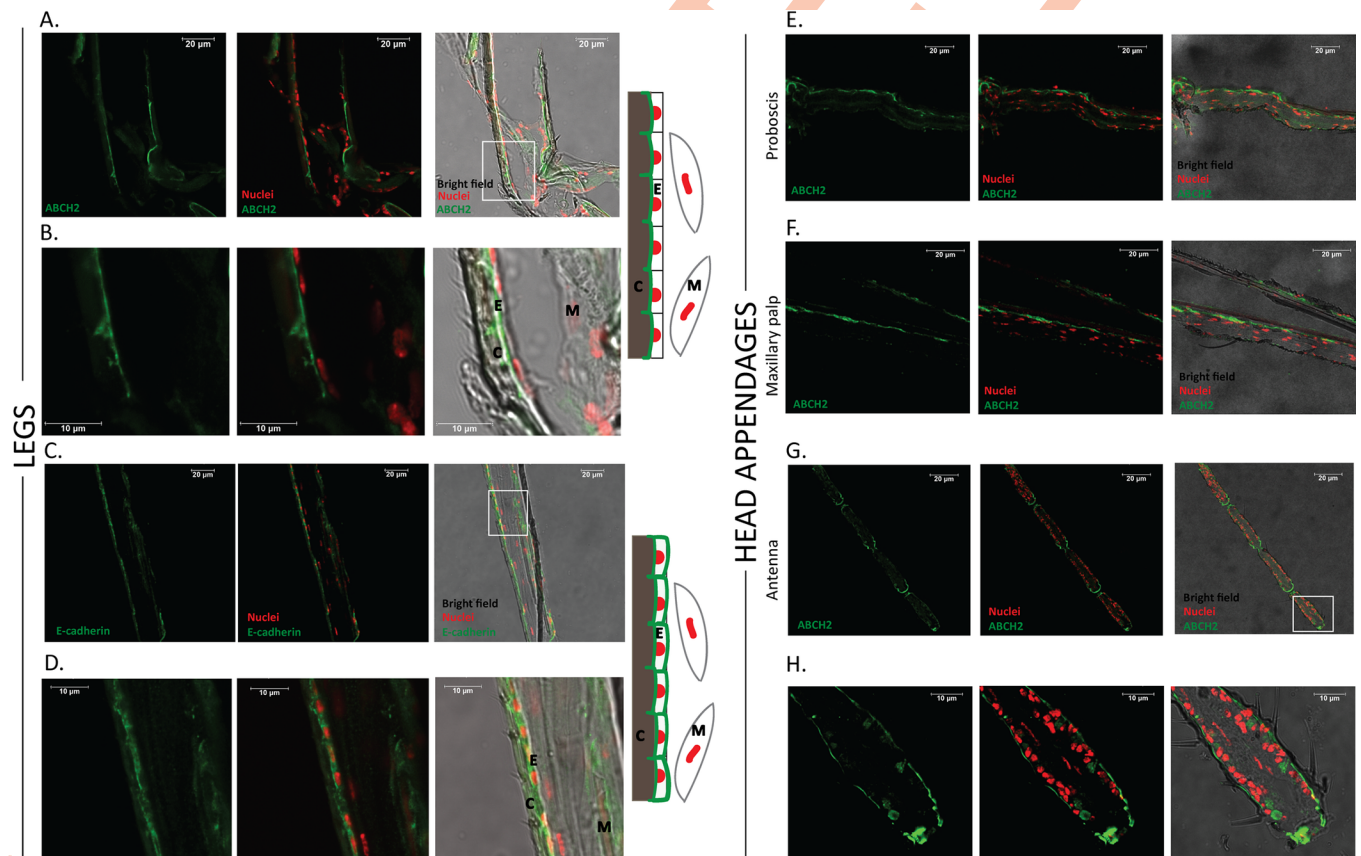 LEGS
A.
20 μm
20 μm
20 μm
ABCH2
Nuclei
ABCH2
Bright field
Nuclei
ABCH2
B.
10 μm
10 μm
10 μm
E
C
M
E
C
M
C.
20 μm
20 μm
20 μm
E-cadherin
Nuclei
E-cadherin
Bright field
Nuclei
E-cadherin
D.
10 μm
10 μm
10 μm
E
C
M
E
C
M
HEAD APPENDAGES
E.
Proboscis
20 μm
20 μm
20 μm
ABCH2
Nuclei
ABCH2
Bright field
Nuclei
ABCH2
F.
Maxillary palp
20 μm
20 μm
20 μm
ABCH2
Nuclei
ABCH2
Bright field
Nuclei
ABCH2
G.
Antenna
20 μm
20 μm
20 μm
ABCH2
Nuclei
ABCH2
Bright field
Nuclei
ABCH2
H.
10 μm
10 μm
10 μm